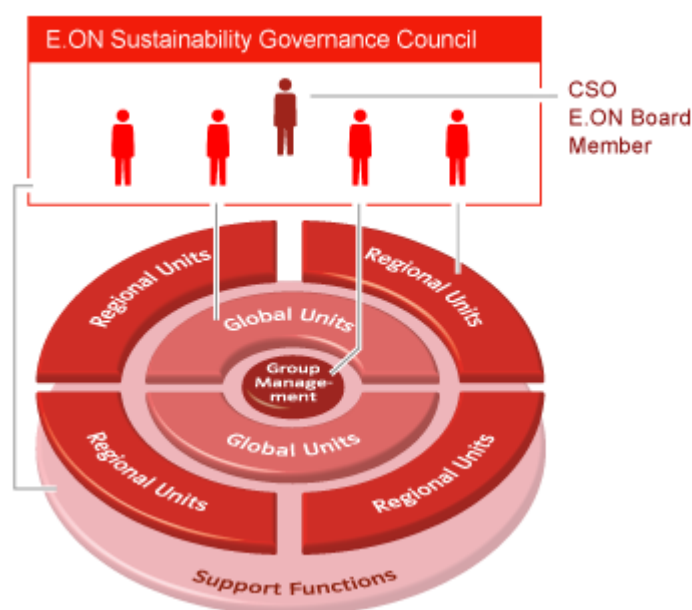 E.ON Sustainability Governance Council
CSO
E.ON Board
Member
Regional Units
Regional Units
Global Units
Group
Manage-
ment
Global Units
Regional Units
Regional Units
Support Functions